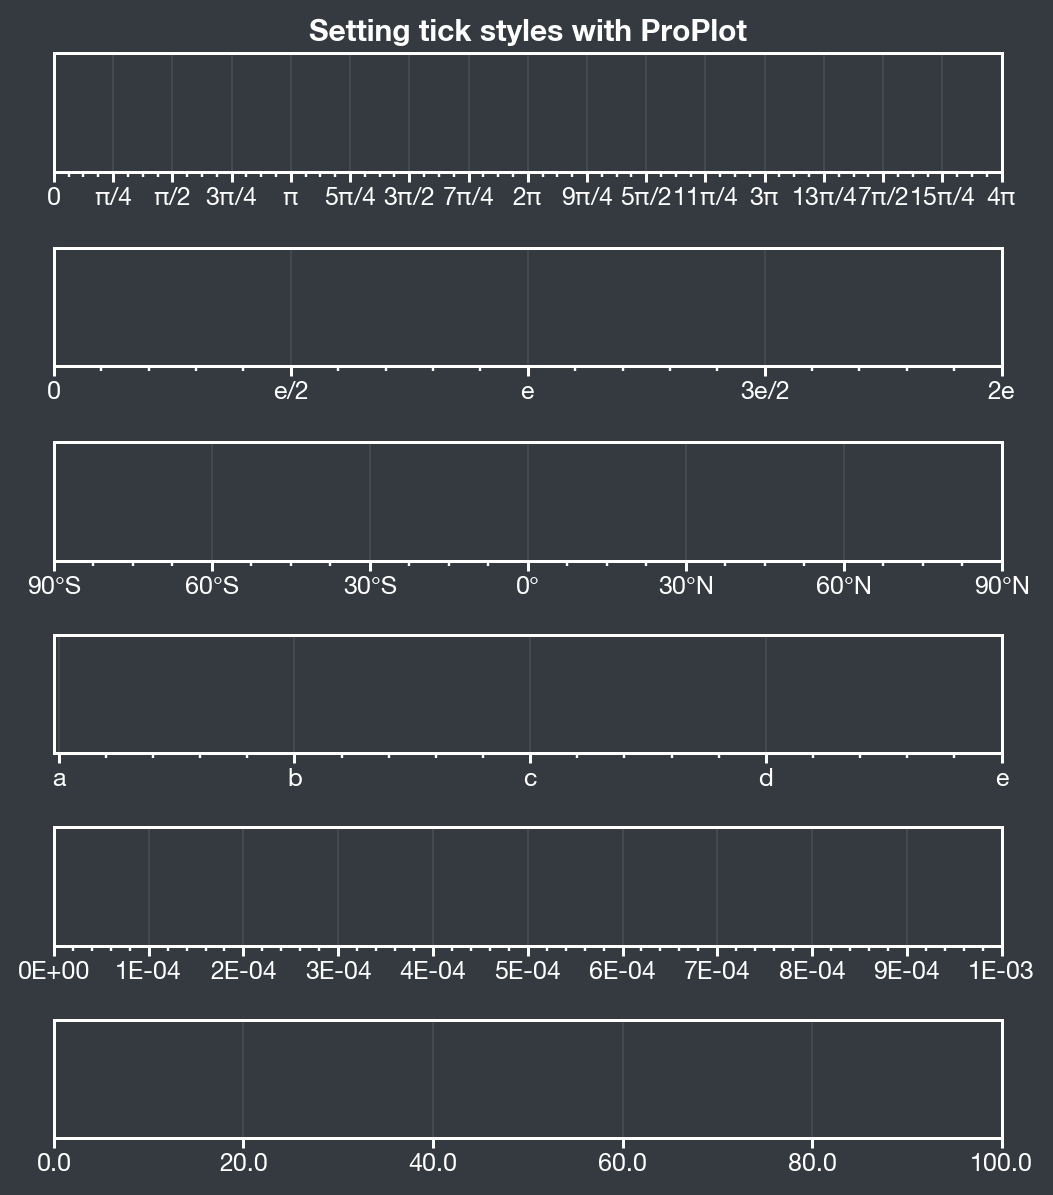 Setting tick styles with ProPlot
0 π/4 π/2 3π/4 π 5π/4 3π/2 7π/4 2π 9π/4 5π/2 11π/4 3π 13π/4 7π/2 15π/4 4π
0 e/2 e 3e/2 2e
90°S 60°S 30°S 0° 30°N 60°N 90°N
a b c d e
0E+00 1E-04 2E-04 3E-04 4E-04 5E-04 6E-04 7E-04 8E-04 9E-04 1E-03
0.0 20.0 40.0 60.0 80.0 100.0